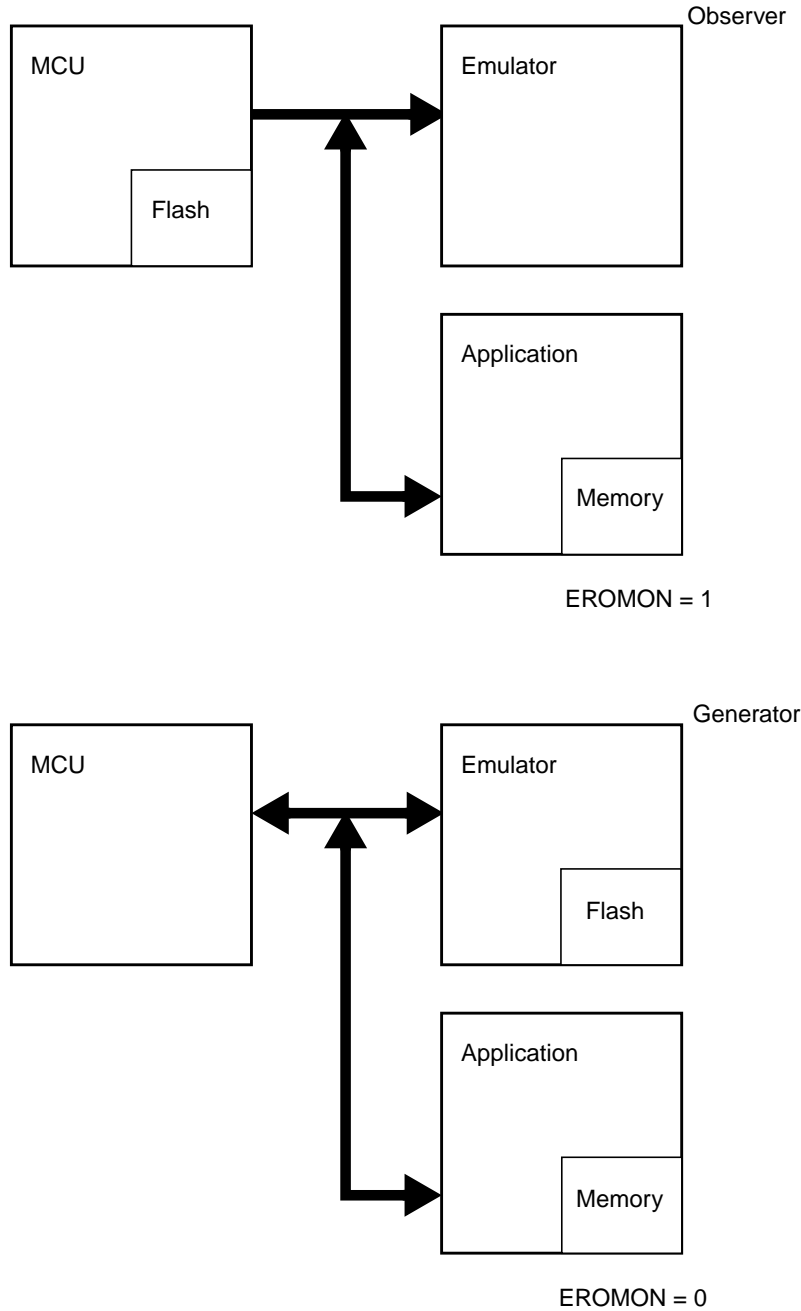 Observer
MCU
Emulator
Flash
Application
Memory
EROMON = 1
Generator
MCU
Emulator
Flash
Application
Memory
EROMON = 0